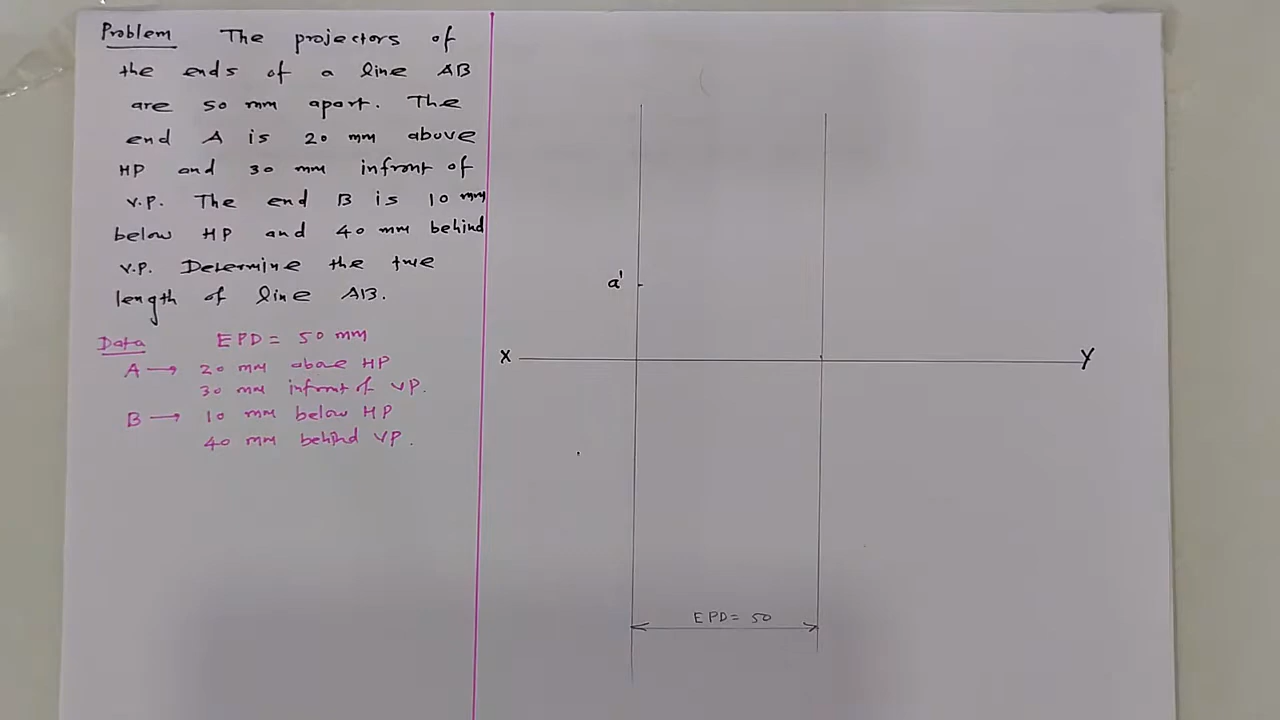 Problem The projectors of
the ends of a line AB
are 50 mm apart. The
end A is 20 mm above
HP and 30 mm infront of
V.P. The end B is 10 mm
below HP and 40 mm behind
V.P. Determine the true
length of line AB.
Data EPD = 50 mm
A → 20 mm above HP
30 mm infront of VP.
B → 10 mm below HP
40 mm behind VP.
a'
X Y
EPD = 50